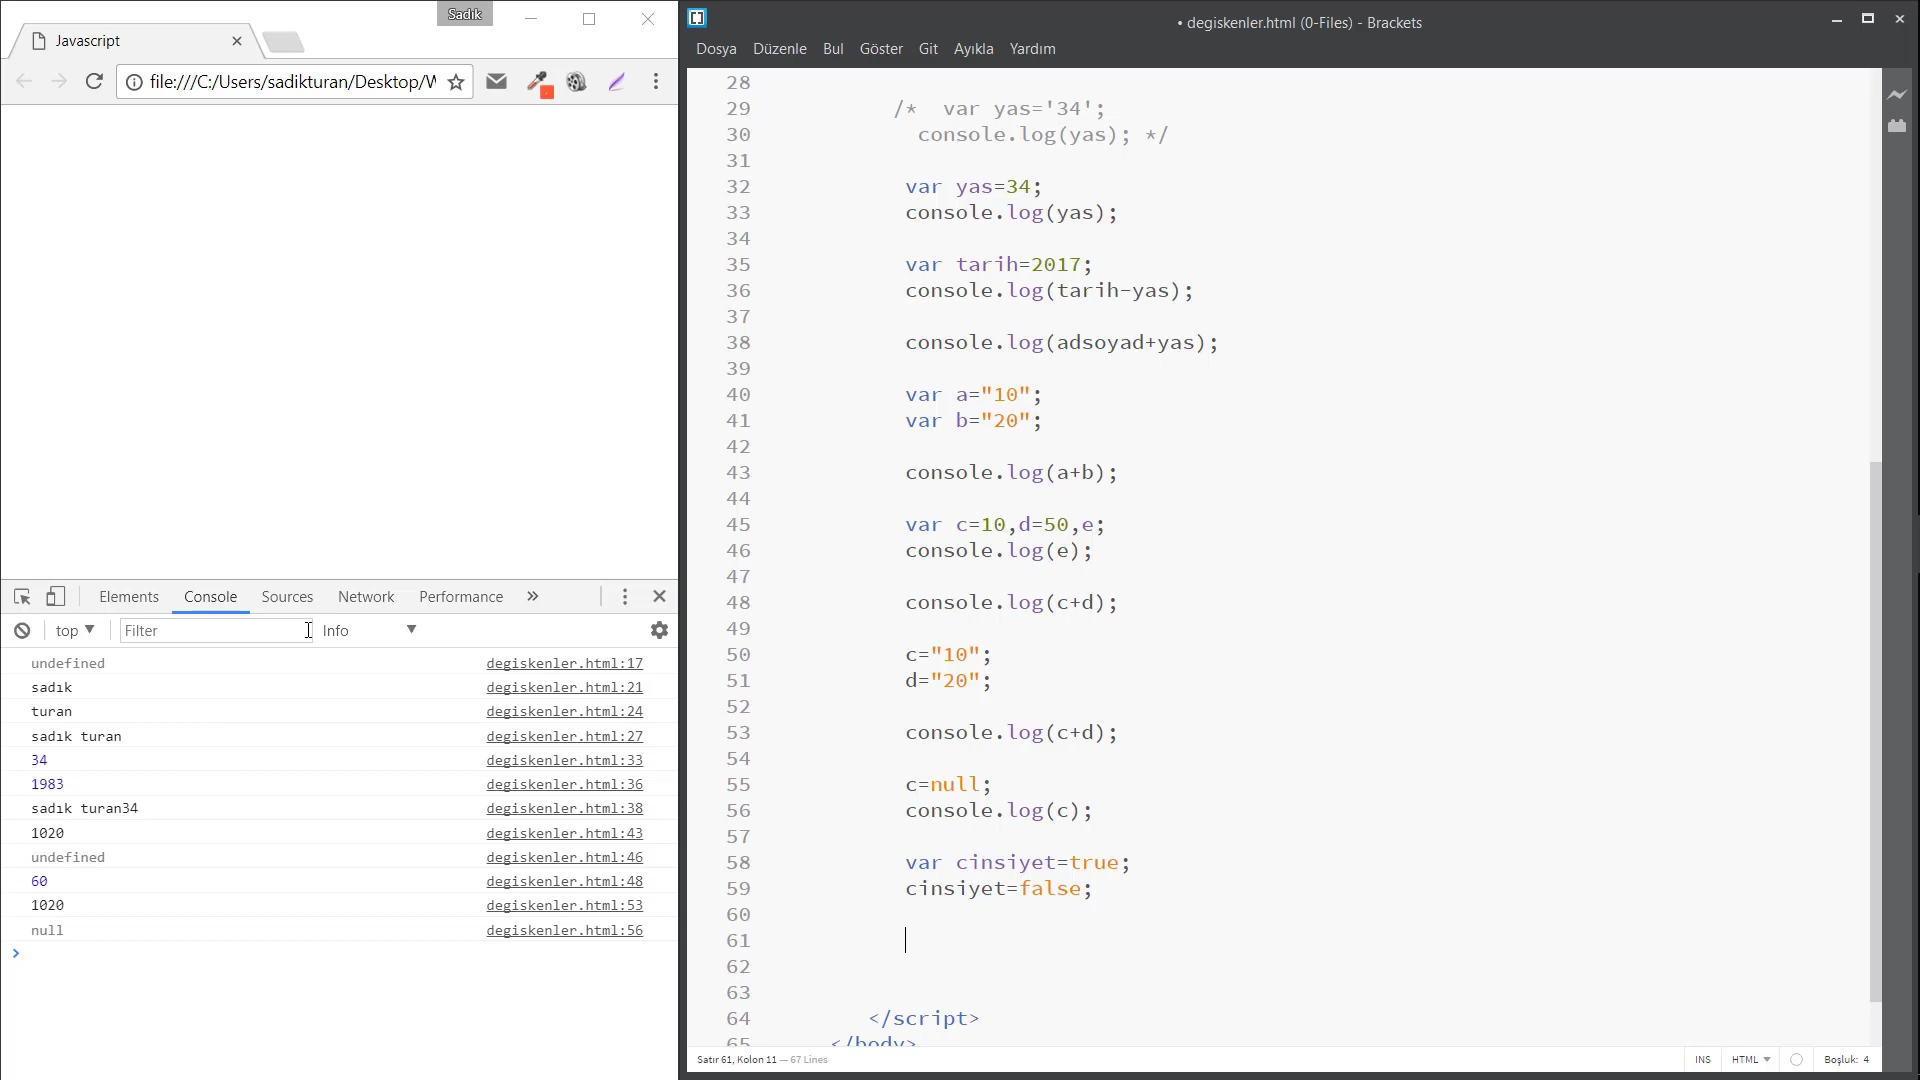 Sadık
Javascript
file:///C:/Users/sadikturan/Desktop/W
Elements Console Sources Network Performance »
top ▼ Filter Info ▼
undefined degiskenler.html:17
sadık degiskenler.html:21
turan degiskenler.html:24
sadık turan degiskenler.html:27
34 degiskenler.html:33
1983 degiskenler.html:36
sadık turan34 degiskenler.html:38
1020 degiskenler.html:43
undefined degiskenler.html:46
60 degiskenler.html:48
1020 degiskenler.html:53
null degiskenler.html:56
>
• degiskenler.html (0-Files) - Brackets
Dosya Düzenle Bul Göster Git Ayıkla Yardım
28
29 /*  var yas='34';
30 console.log(yas); */
31
32 var yas=34;
33 console.log(yas);
34
35 var tarih=2017;
36 console.log(tarih-yas);
37
38 console.log(adsoyad+yas);
39
40 var a="10";
41 var b="20";
42
43 console.log(a+b);
44
45 var c=10,d=50,e;
46 console.log(e);
47
48 console.log(c+d);
49
50 c="10";
51 d="20";
52
53 console.log(c+d);
54
55 c=null;
56 console.log(c);
57
58 var cinsiyet=true;
59 cinsiyet=false;
60
61
62
63
64 </script>
65 </body>
Satır 61, Kolon 11 — 67 Lines INS HTML ▼ Boşluk: 4